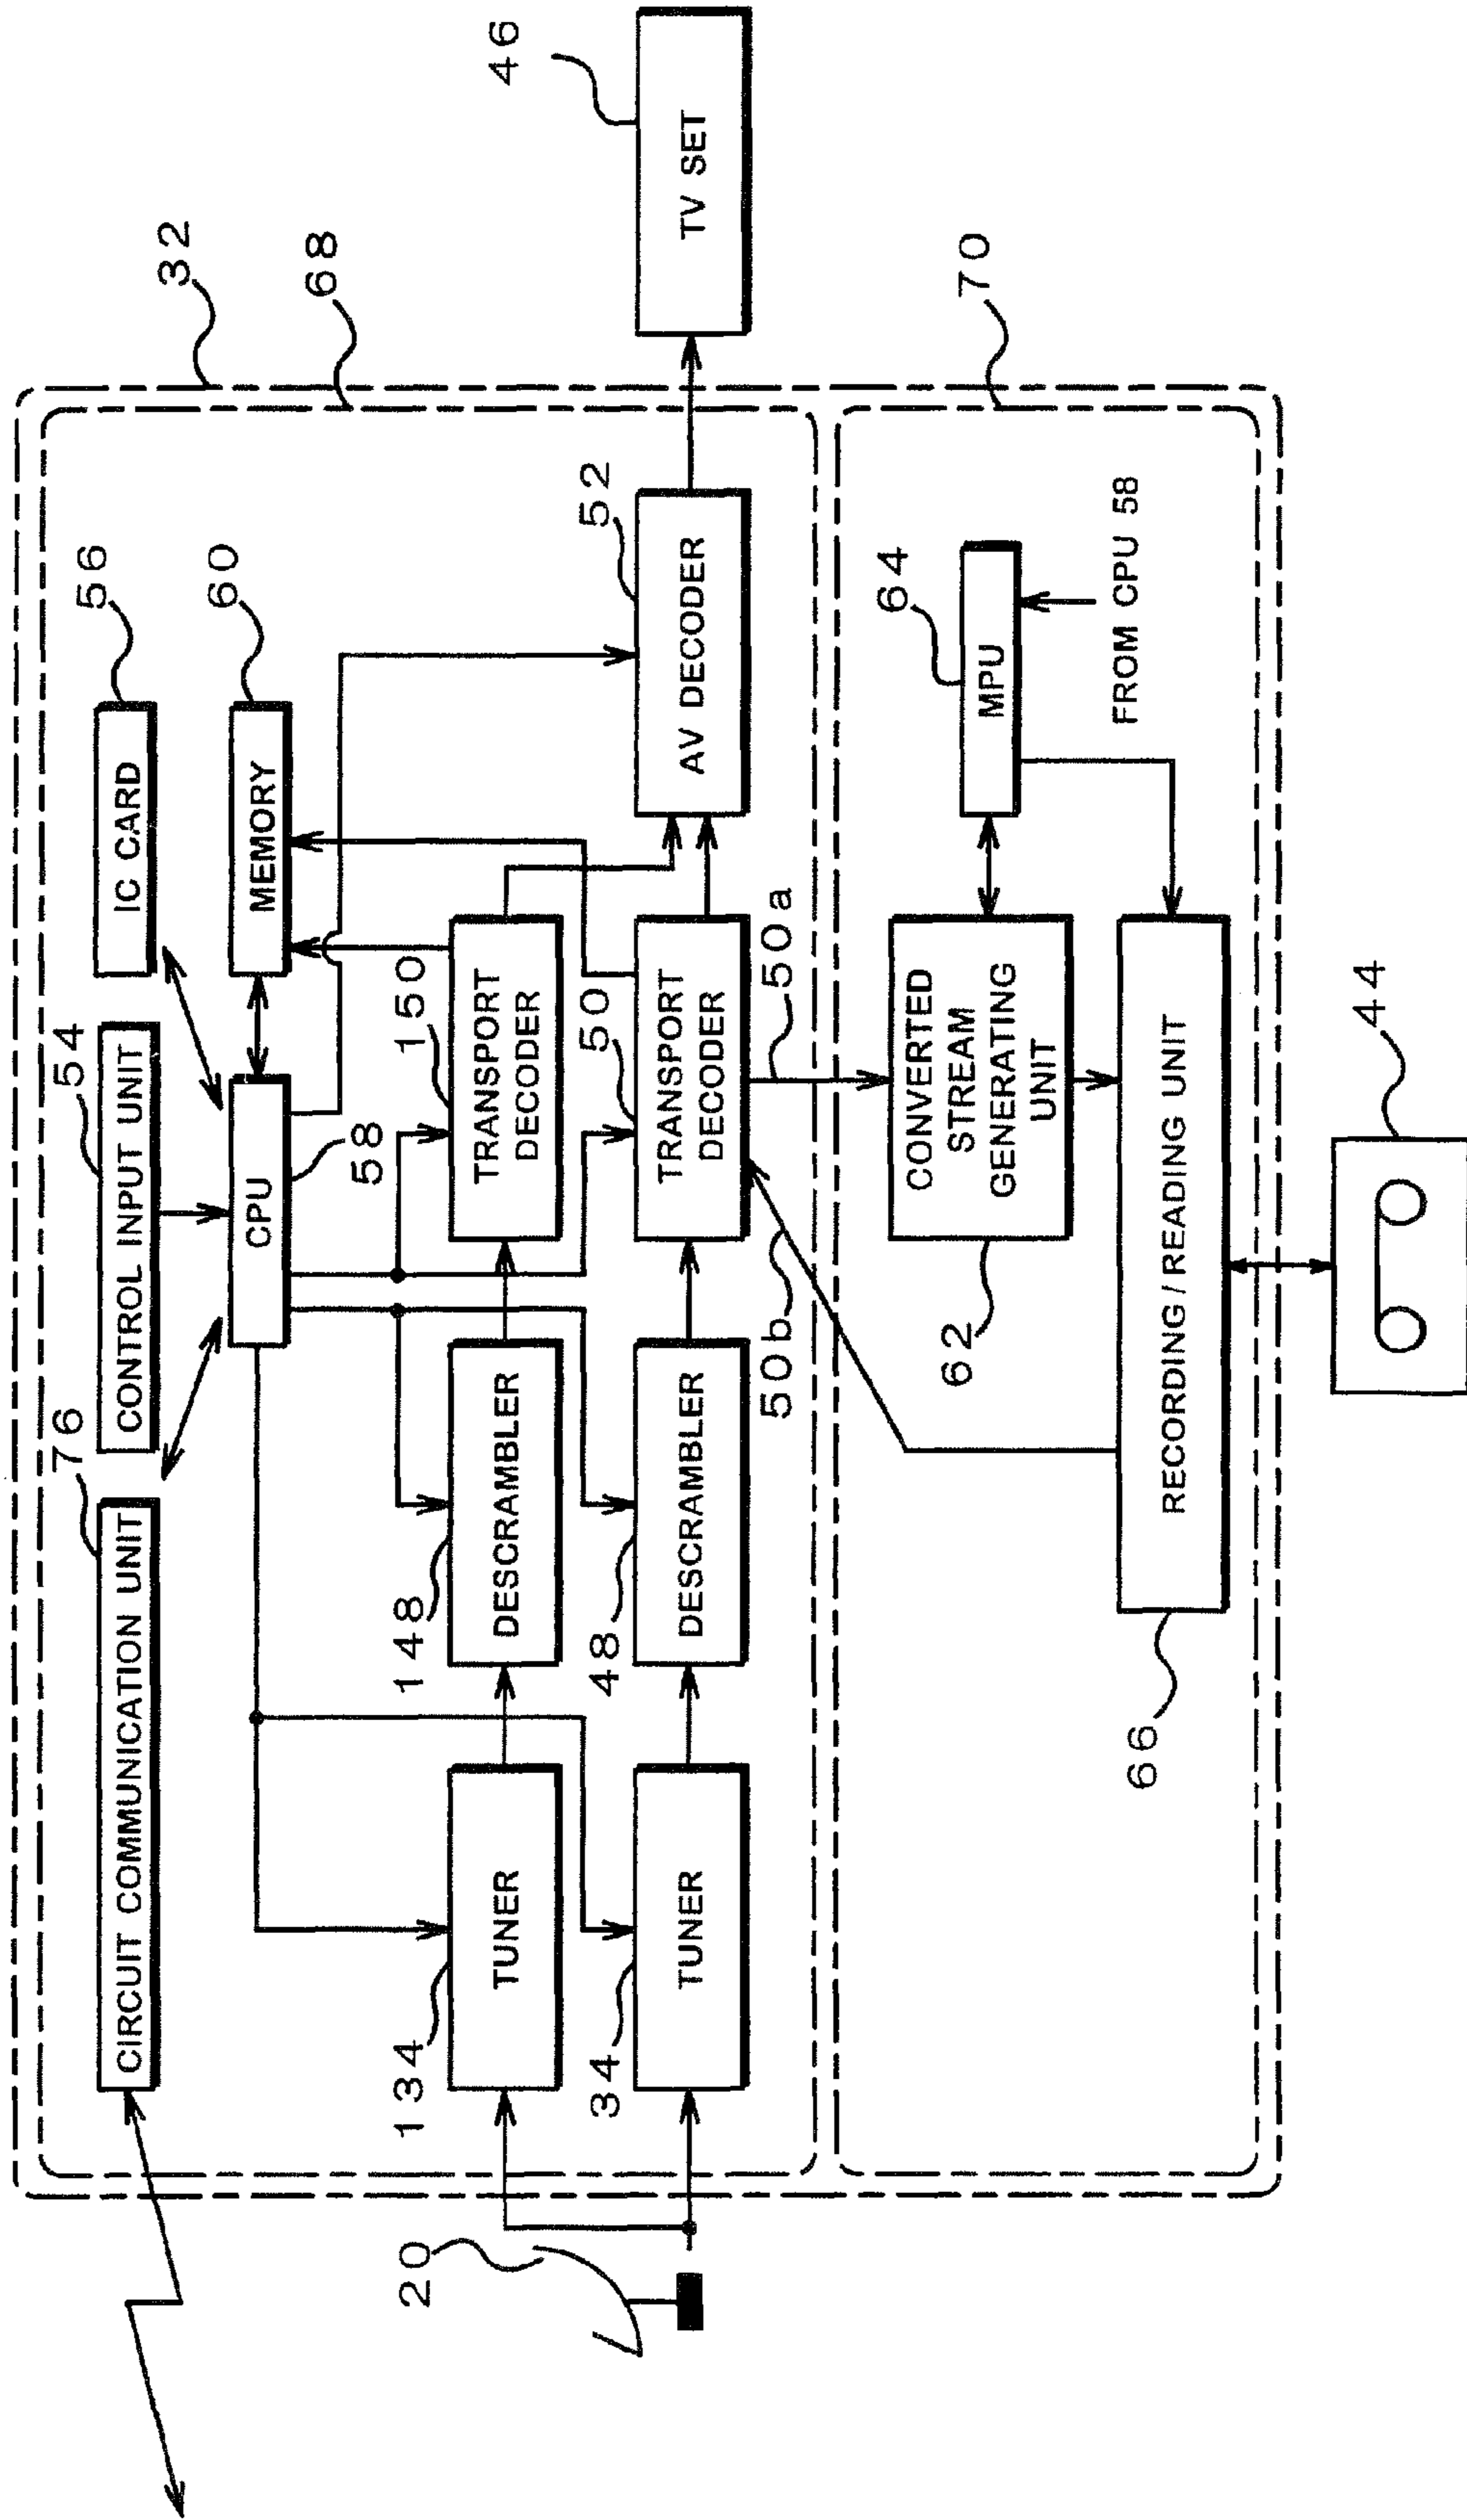 32
68
76
CIRCUIT COMMUNICATION UNIT
54
CONTROL INPUT UNIT
56
IC CARD
CPU
58
60
MEMORY
134
TUNER
148
DESCRAMBLER
150
TRANSPORT
DECODER
20
34
TUNER
48
DESCRAMBLER
50
TRANSPORT
DECODER
52
AV DECODER
46
TV SET
50b
50a
70
62
CONVERTED
STREAM
GENERATING
UNIT
64
MPU
FROM CPU 58
66
RECORDING/READING UNIT
44